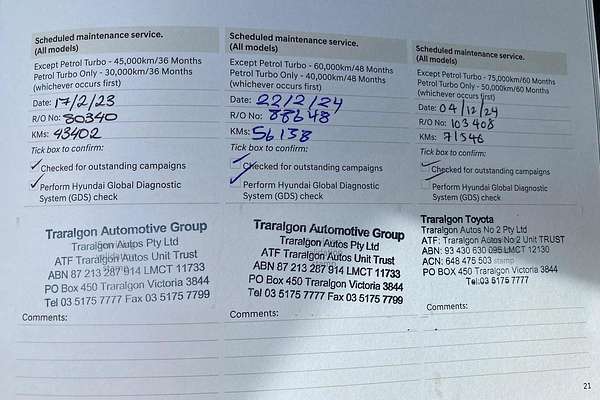 Scheduled maintenance service.
(All models)
Except Petrol Turbo - 45,000km/36 Months
Petrol Turbo Only - 30,000km/36 Months
(whichever occurs first)
Date: 17/2/23
R/O No: 80340
KMs: 43402
Tick box to confirm:
Checked for outstanding campaigns
Perform Hyundai Global Diagnostic
System (GDS) check
Traralgon Automotive Group
Traralgon Autos Pty Ltd
ATF Traralgon Autos Unit Trust
ABN 87 213 287 914 LMCT 11733
PO Box 450 Traralgon Victoria 3844
Tel 03 5175 7777 Fax 03 5175 7799
Comments:
Scheduled maintenance service.
(All models)
Except Petrol Turbo - 60,000km/48 Months
Petrol Turbo Only - 40,000km/48 Months
(whichever occurs first)
Date: 22/2/24
R/O No: 88648
KMs: 56138
Tick box to confirm:
Checked for outstanding campaigns
Perform Hyundai Global Diagnostic
System (GDS) check
Traralgon Automotive Group
Traralgon Autos Pty Ltd
ATF Traralgon Autos Unit Trust
ABN 87 213 287 914 LMCT 11733
PO Box 450 Traralgon Victoria 3844
Tel 03 5175 7777 Fax 03 5175 7799
Comments:
Scheduled maintenance service.
(All models)
Except Petrol Turbo - 75,000km/60 Months
Petrol Turbo Only - 50,000km/60 Months
(whichever occurs first)
Date: 04/12/24
R/O No: 103408
KMs: 71546
Tick box to confirm:
Checked for outstanding campaigns
Perform Hyundai Global Diagnostic
System (GDS) check
Traralgon Toyota
Traralgon Autos No 2 Pty Ltd
ATF: Traralgon Autos No 2 Unit TRUST
ABN: 93 430 630 095 LMCT 12130
ACN: 648 475 503 stamp
PO Box 450 Traralgon Victoria 3844
Tel: 03 5175 7777
Comments:
21